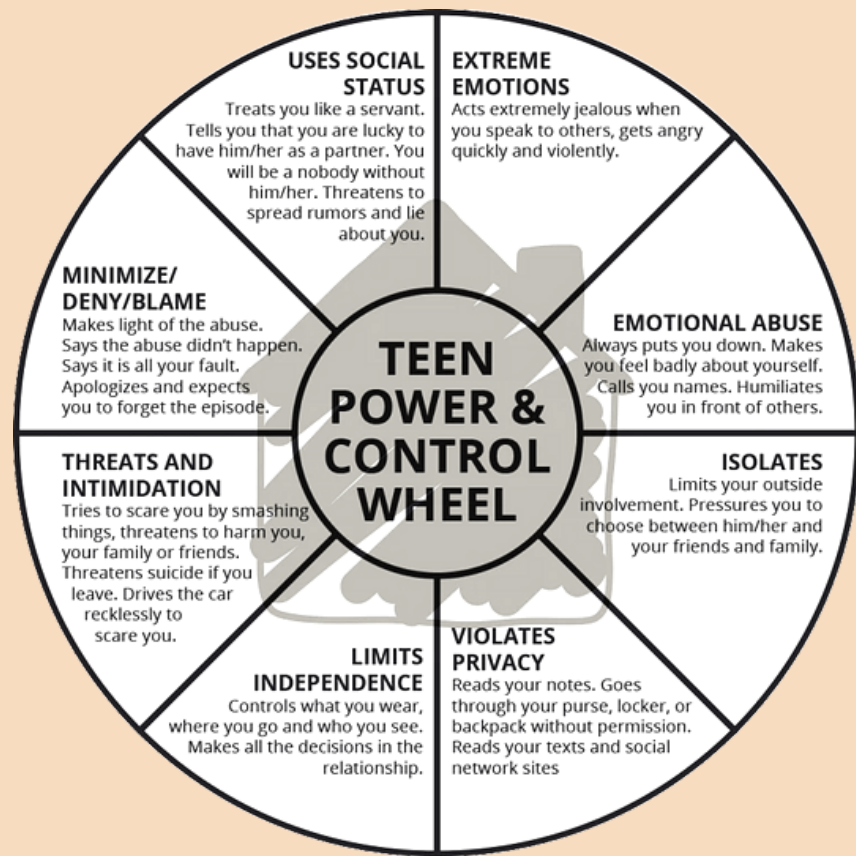 USES SOCIAL
STATUS
Treats you like a servant.
Tells you that you are lucky to
have him/her as a partner. You
will be a nobody without
him/her. Threatens to
spread rumors and lie
about you.
EXTREME
EMOTIONS
Acts extremely jealous when
you speak to others, gets angry
quickly and violently.
MINIMIZE/
DENY/BLAME
Makes light of the abuse.
Says the abuse didn't happen.
Says it is all your fault.
Apologizes and expects
you to forget the episode.
EMOTIONAL ABUSE
Always puts you down. Makes
you feel badly about yourself.
Calls you names. Humiliates
you in front of others.
TEEN
POWER &
CONTROL
WHEEL
THREATS AND
INTIMIDATION
Tries to scare you by smashing
things, threatens to harm you,
your family or friends.
Threatens suicide if you
leave. Drives the car
recklessly to
scare you.
ISOLATES
Limits your outside
involvement. Pressures you to
choose between him/her and
your friends and family.
LIMITS
INDEPENDENCE
Controls what you wear,
where you go and who you see.
Makes all the decisions in the
relationship.
VIOLATES
PRIVACY
Reads your notes. Goes
through your purse, locker, or
backpack without permission.
Reads your texts and social
network sites